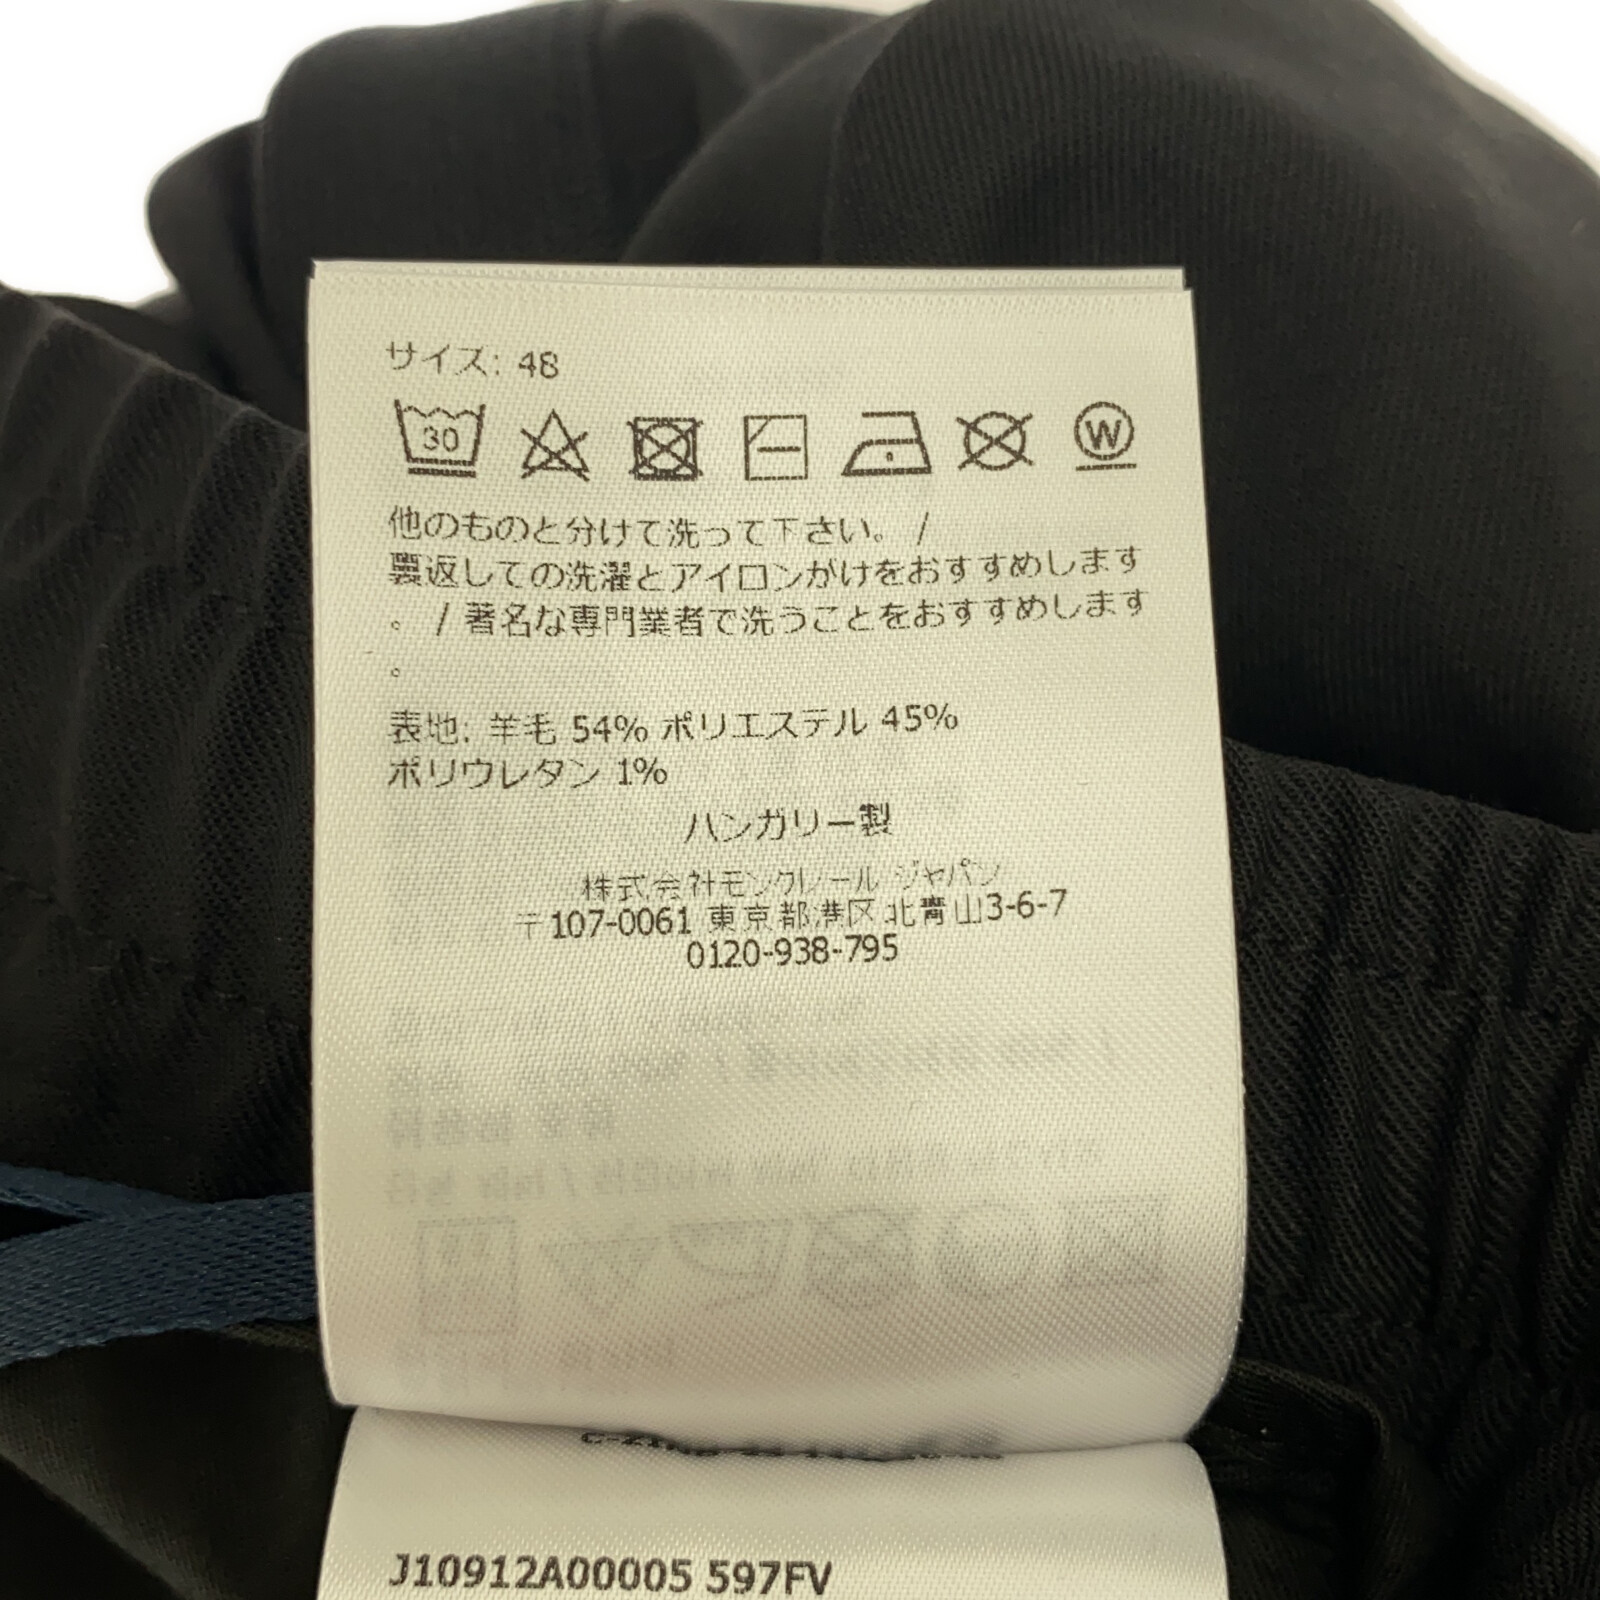 サイズ: 48
30
W
他のものと分けて洗って下さい。 /
裏返しての洗濯とアイロンがけをおすすめします
。 / 著名な専門業者で洗うことをおすすめします
。
表地: 羊毛 54% ポリエステル 45%
ポリウレタン 1%
ハンガリー製
株式会社モンクレール ジャパン
〒107-0061 東京都港区北青山3-6-7
0120-938-795
J10912A00005 597FV